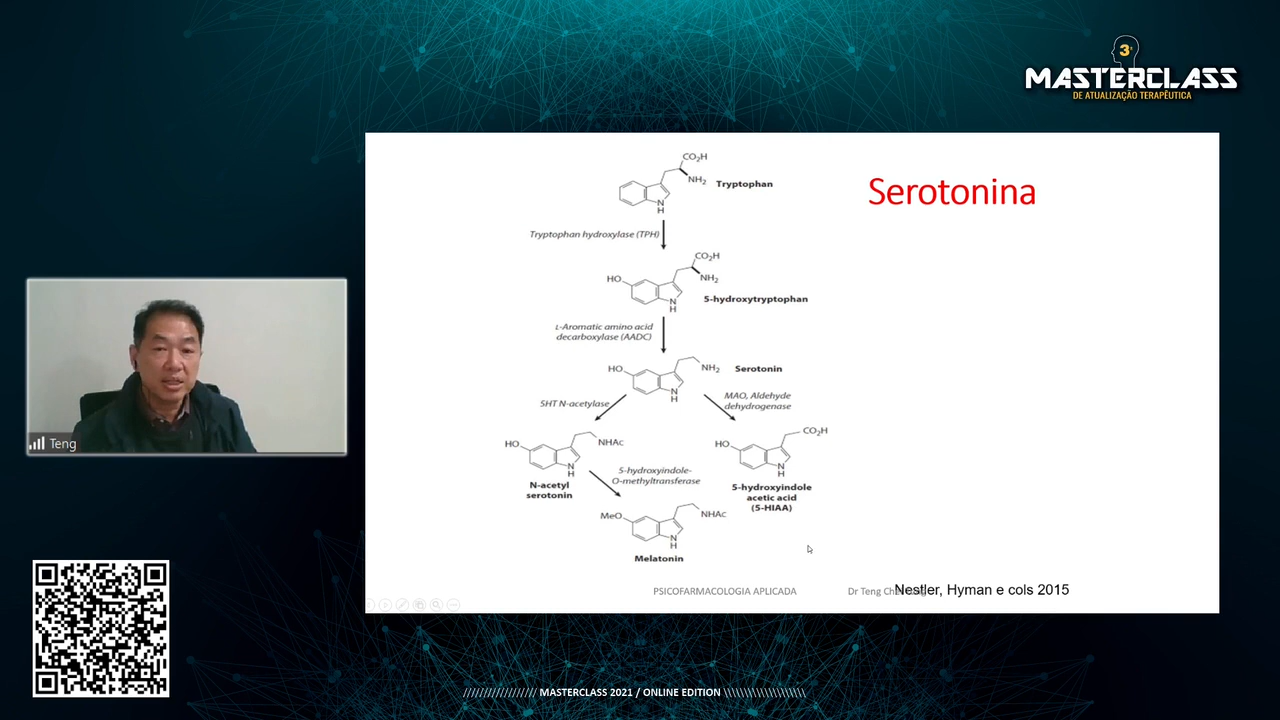 3ª
MASTERCLASS
DE ATUALIZAÇÃO TERAPÊUTICA
Serotonina
CO₂H
NH₂
N
H
Tryptophan
Tryptophan hydroxylase (TPH)
CO₂H
HO
NH₂
N
H
5-hydroxytryptophan
L-Aromatic amino acid
decarboxylase (AADC)
HO
NH₂
N
H
Serotonin
5HT N-acetylase
MAO, Aldehyde
dehydrogenase
HO
NHAc
N
H
N-acetyl
serotonin
5-hydroxyindole-
O-methyltransferase
HO
CO₂H
N
H
5-hydroxyindole
acetic acid
(5-HIAA)
MeO
NHAc
N
H
Melatonin
PSICOFARMACOLOGIA APLICADA
Dr Teng
Nestler, Hyman e cols 2015
Teng
////////////////// MASTERCLASS 2021 / ONLINE EDITION \\\\\\\\\\\\\\\\\\